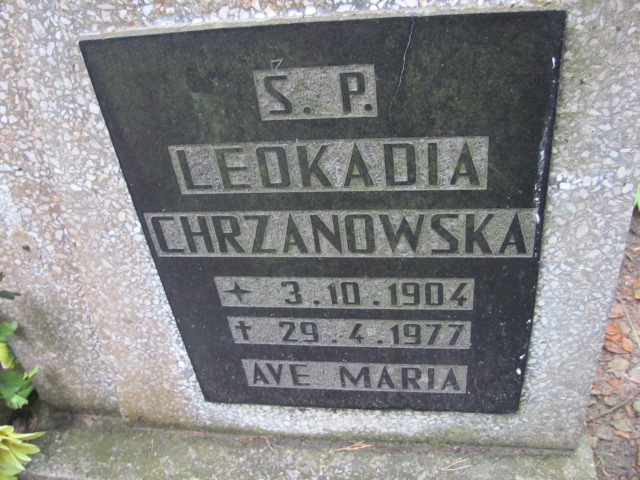 Ś. P.
LEOKADIA
CHRZANOWSKA
✦ 3.10.1904
† 29.4.1977
AVE MARIA